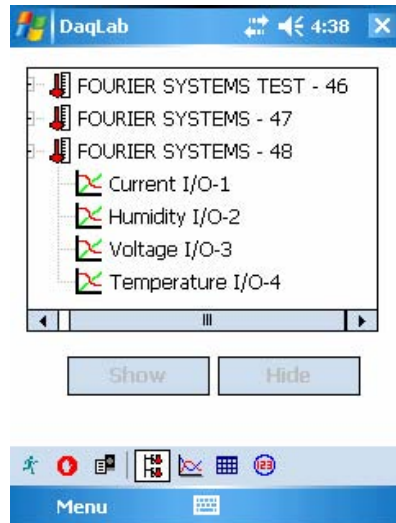 DaqLab 4:38
FOURIER SYSTEMS TEST - 46
FOURIER SYSTEMS - 47
FOURIER SYSTEMS - 48
Current I/O-1
Humidity I/O-2
Voltage I/O-3
Temperature I/O-4
Show Hide
123
Menu